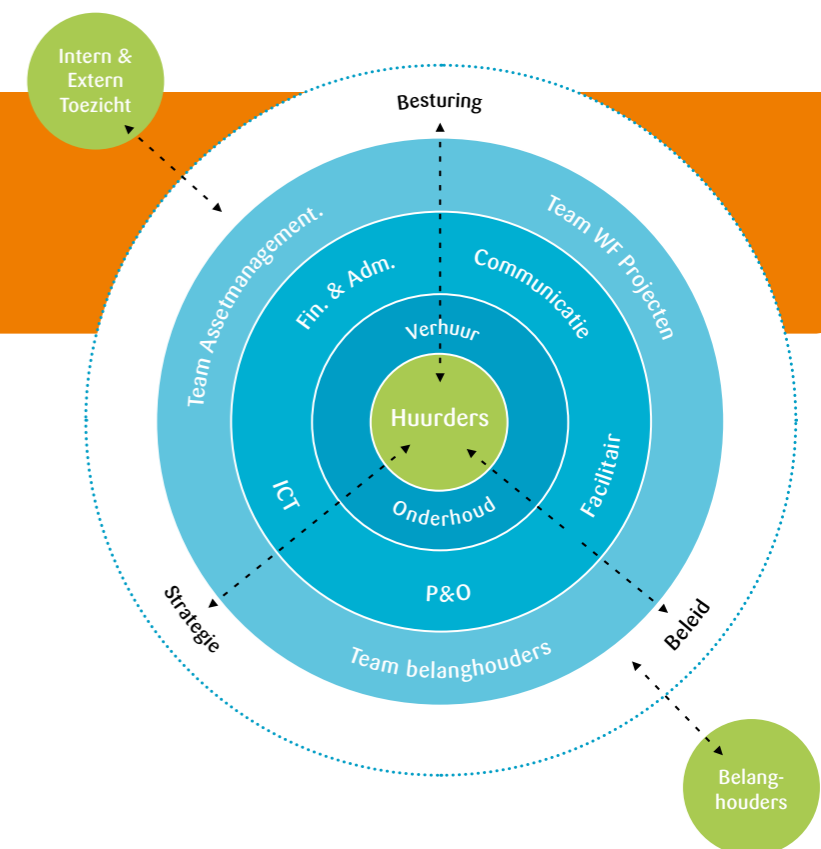 Intern &
Extern
Toezicht
Besturing
Team Assetmanagement.
Team WF Projecten
Fin. & Adm.
Communicatie
Verhuur
Huurders
Onderhoud
ICT
Facilitair
P&O
Team belanghouders
Strategie
Beleid
Belang-
houders